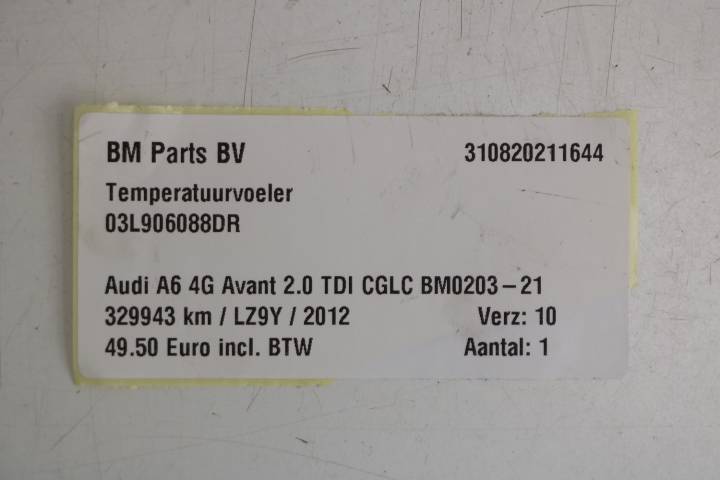 BM Parts BV 310820211644
Temperatuurvoeler
03L906088DR
Audi A6 4G Avant 2.0 TDI CGLC BM0203-21
329943 km / LZ9Y / 2012 Verz: 10
49.50 Euro incl. BTW Aantal: 1